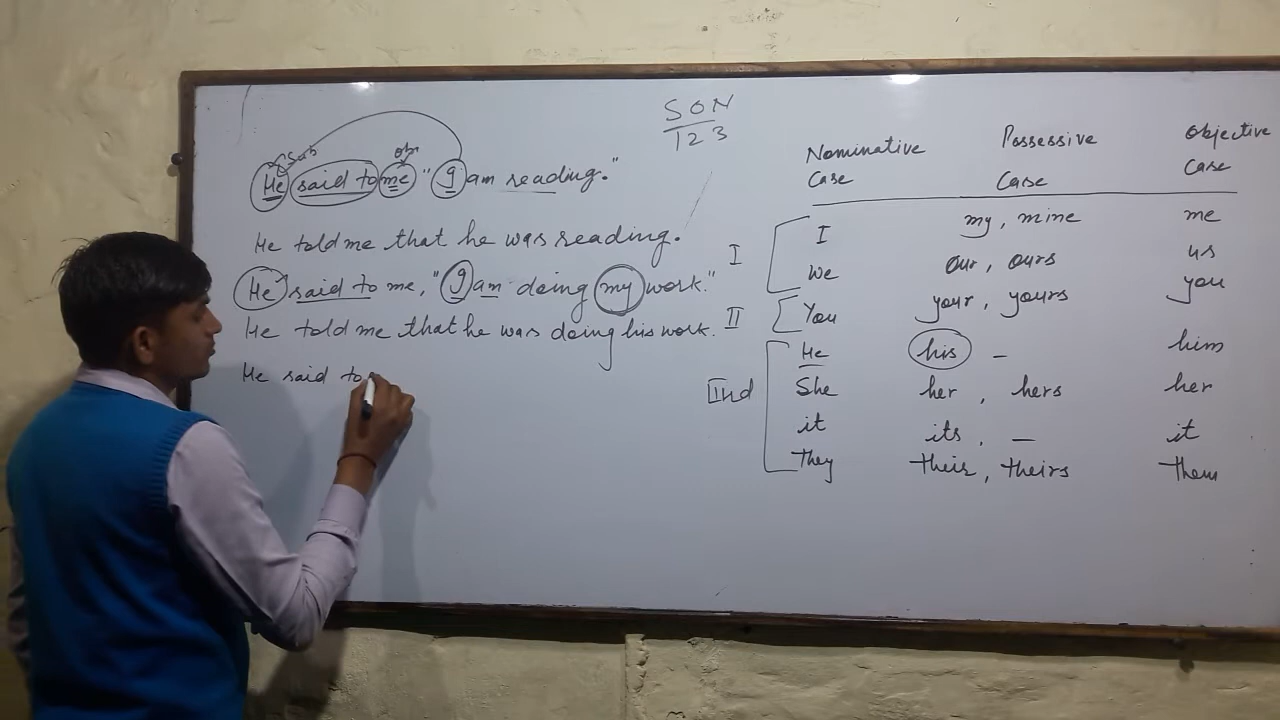 SON
123
Sub obj
He said to me "I am reading."
He told me that he was reading.
He said to me, "I am doing my work."
He told me that he was doing his work.
He said to
Nominative Case Possessive Case Objective Case
I I my, mine me
We our, ours us
II You your, yours you
IIIrd He his - him
She her, hers her
it its, - it
They their, theirs them